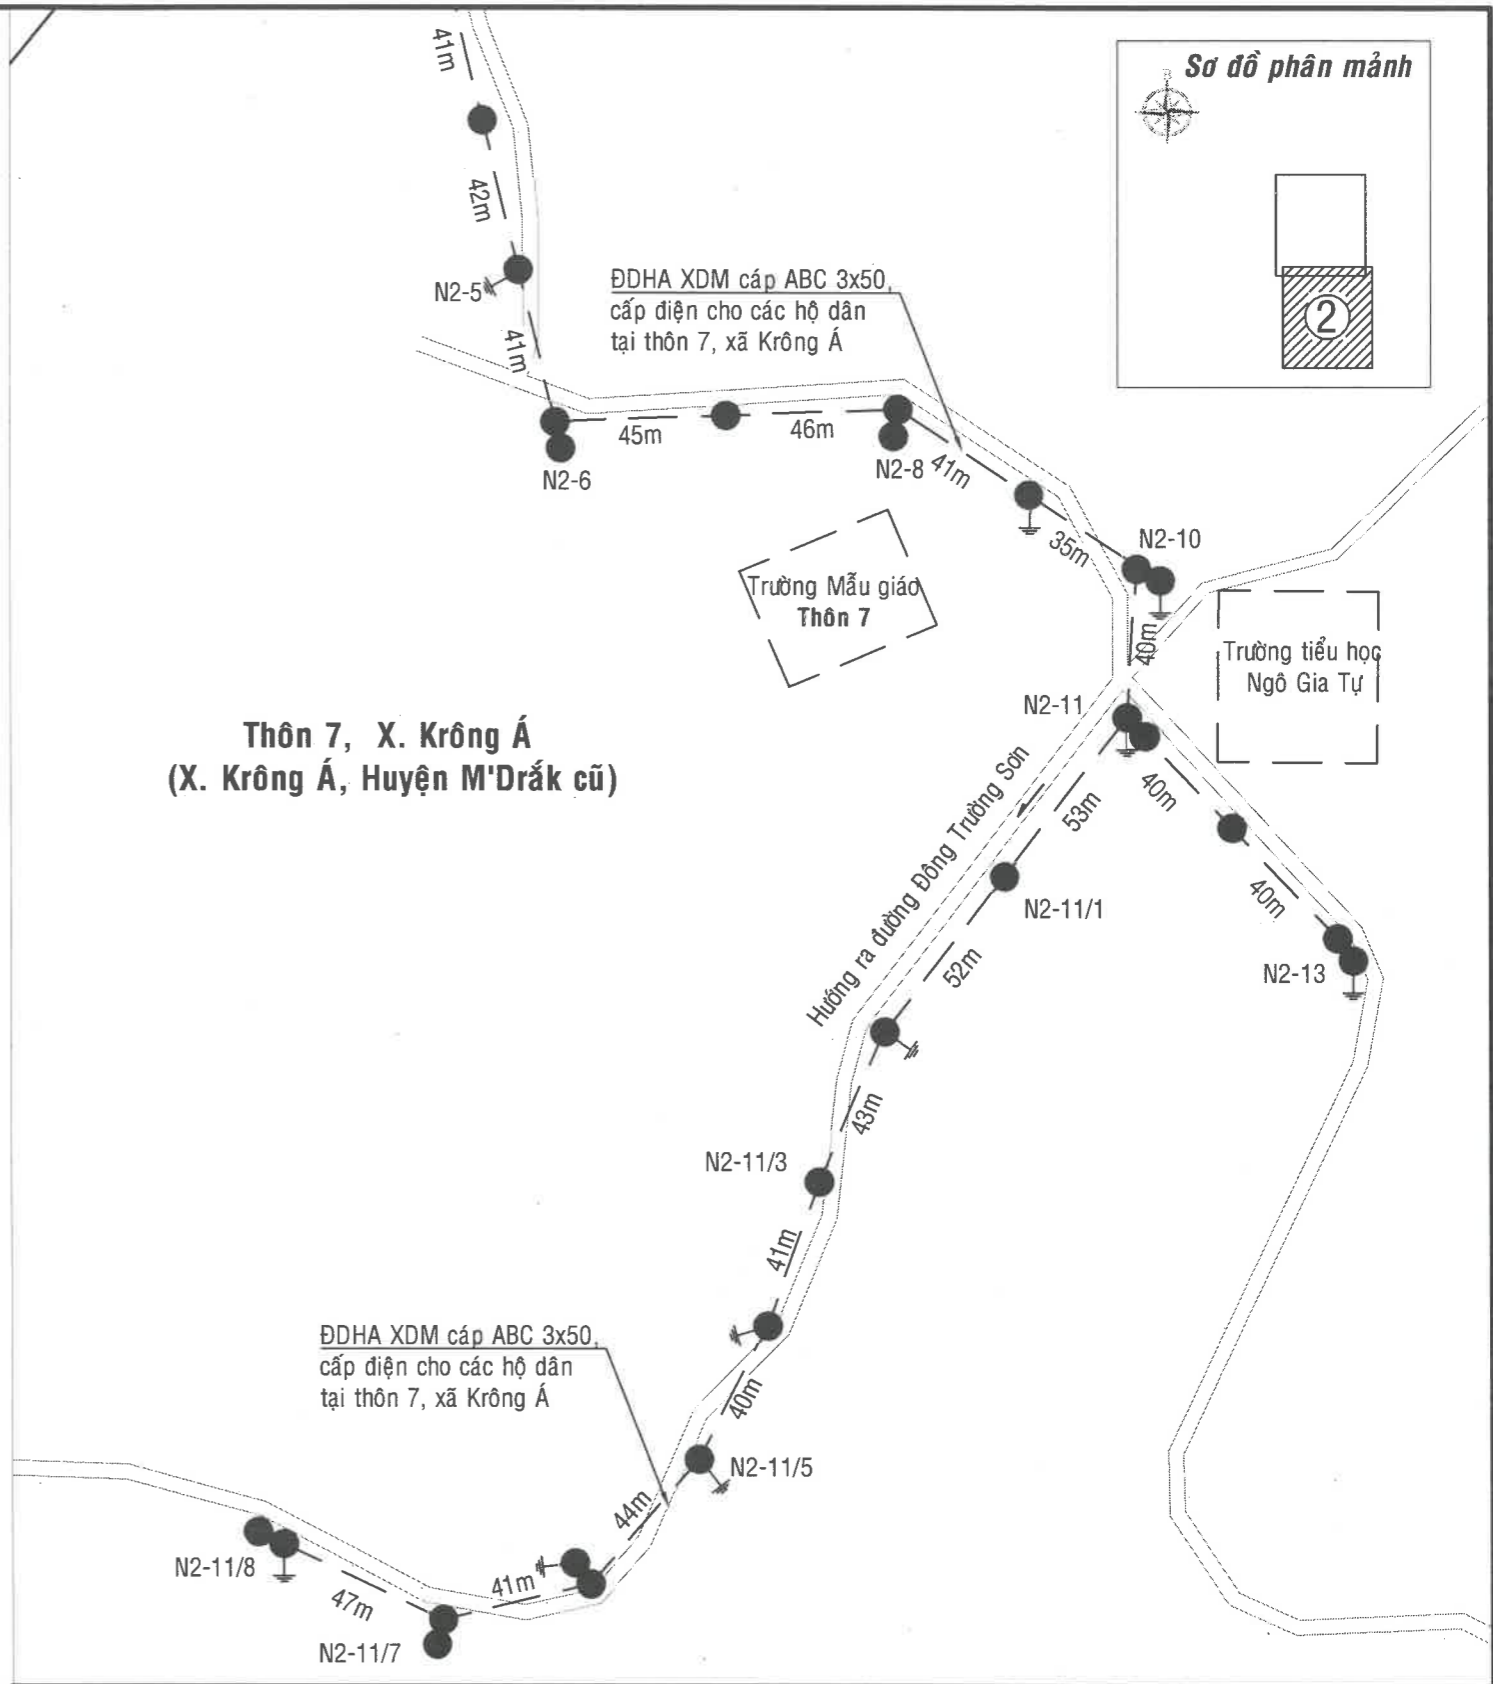 41m
Sơ đồ phân mảnh
B
42m
N2-5
ĐDHA XDM cáp ABC 3x50,
cấp điện cho các hộ dân
tại thôn 7, xã Krông Á
2
41m
45m
46m
N2-6
N2-8
41m
35m
N2-10
Trường Mẫu giáo
Thôn 7
40m
Trường tiểu học
Ngô Gia Tự
N2-11
Thôn 7, X. Krông Á
(X. Krông Á, Huyện M'Drắk cũ)
Hướng ra đường Đông Trường Sơn
53m
40m
N2-11/1
40m
52m
N2-13
43m
N2-11/3
41m
ĐDHA XDM cáp ABC 3x50,
cấp điện cho các hộ dân
tại thôn 7, xã Krông Á
40m
N2-11/5
44m
N2-11/8
41m
47m
N2-11/7